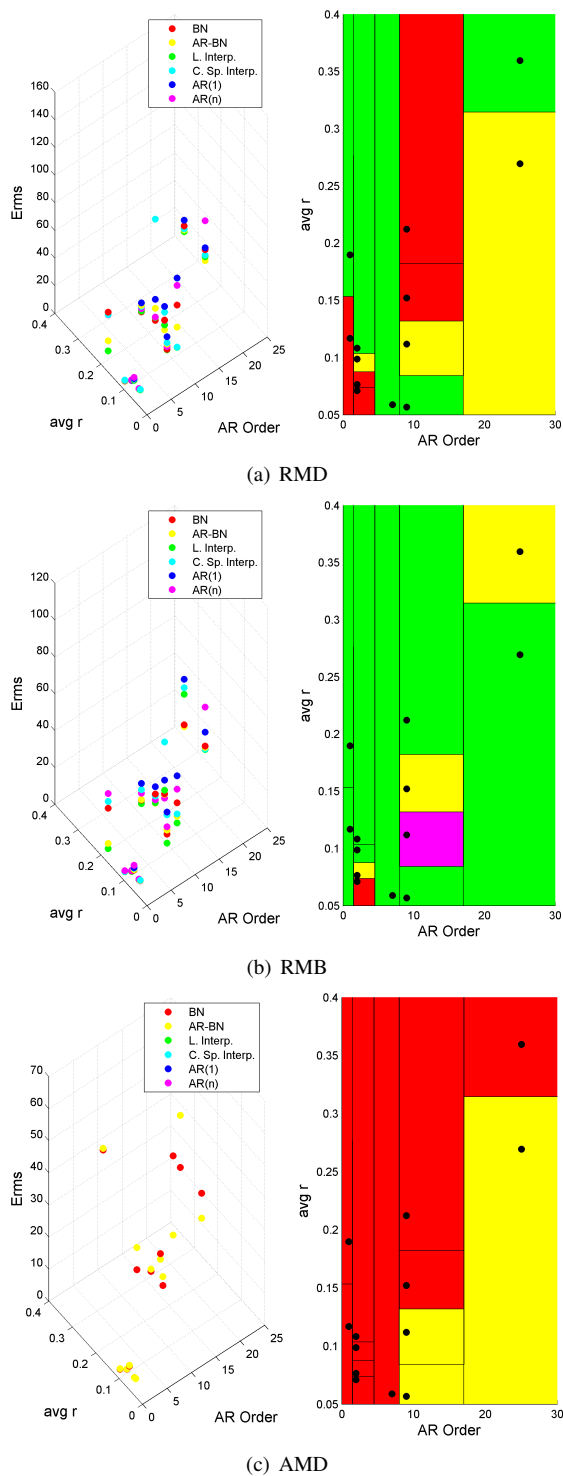 BN
AR-BN
L. Interp.
C. Sp. Interp.
AR(1)
AR(n)
160
140
120
100
80
60
40
20
0
Erms
0.4
0.3
0.2
0.1
0
avg r
0
5
10
15
20
25
AR Order
0.4
0.35
0.3
0.25
0.2
0.15
0.1
0.05
avg r
0 10 20 30
AR Order
(a) RMD
BN
AR-BN
L. Interp.
C. Sp. Interp.
AR(1)
AR(n)
120
100
80
60
40
20
0
Erms
0.4
0.3
0.2
0.1
0
avg r
0
5
10
15
20
25
AR Order
0.4
0.35
0.3
0.25
0.2
0.15
0.1
0.05
avg r
0 10 20 30
AR Order
(b) RMB
BN
AR-BN
L. Interp.
C. Sp. Interp.
AR(1)
AR(n)
70
60
50
40
30
20
10
0
Erms
0.4
0.3
0.2
0.1
0
avg r
0
5
10
15
20
25
AR Order
0.4
0.35
0.3
0.25
0.2
0.15
0.1
0.05
avg r
0 10 20 30
AR Order
(c) AMD